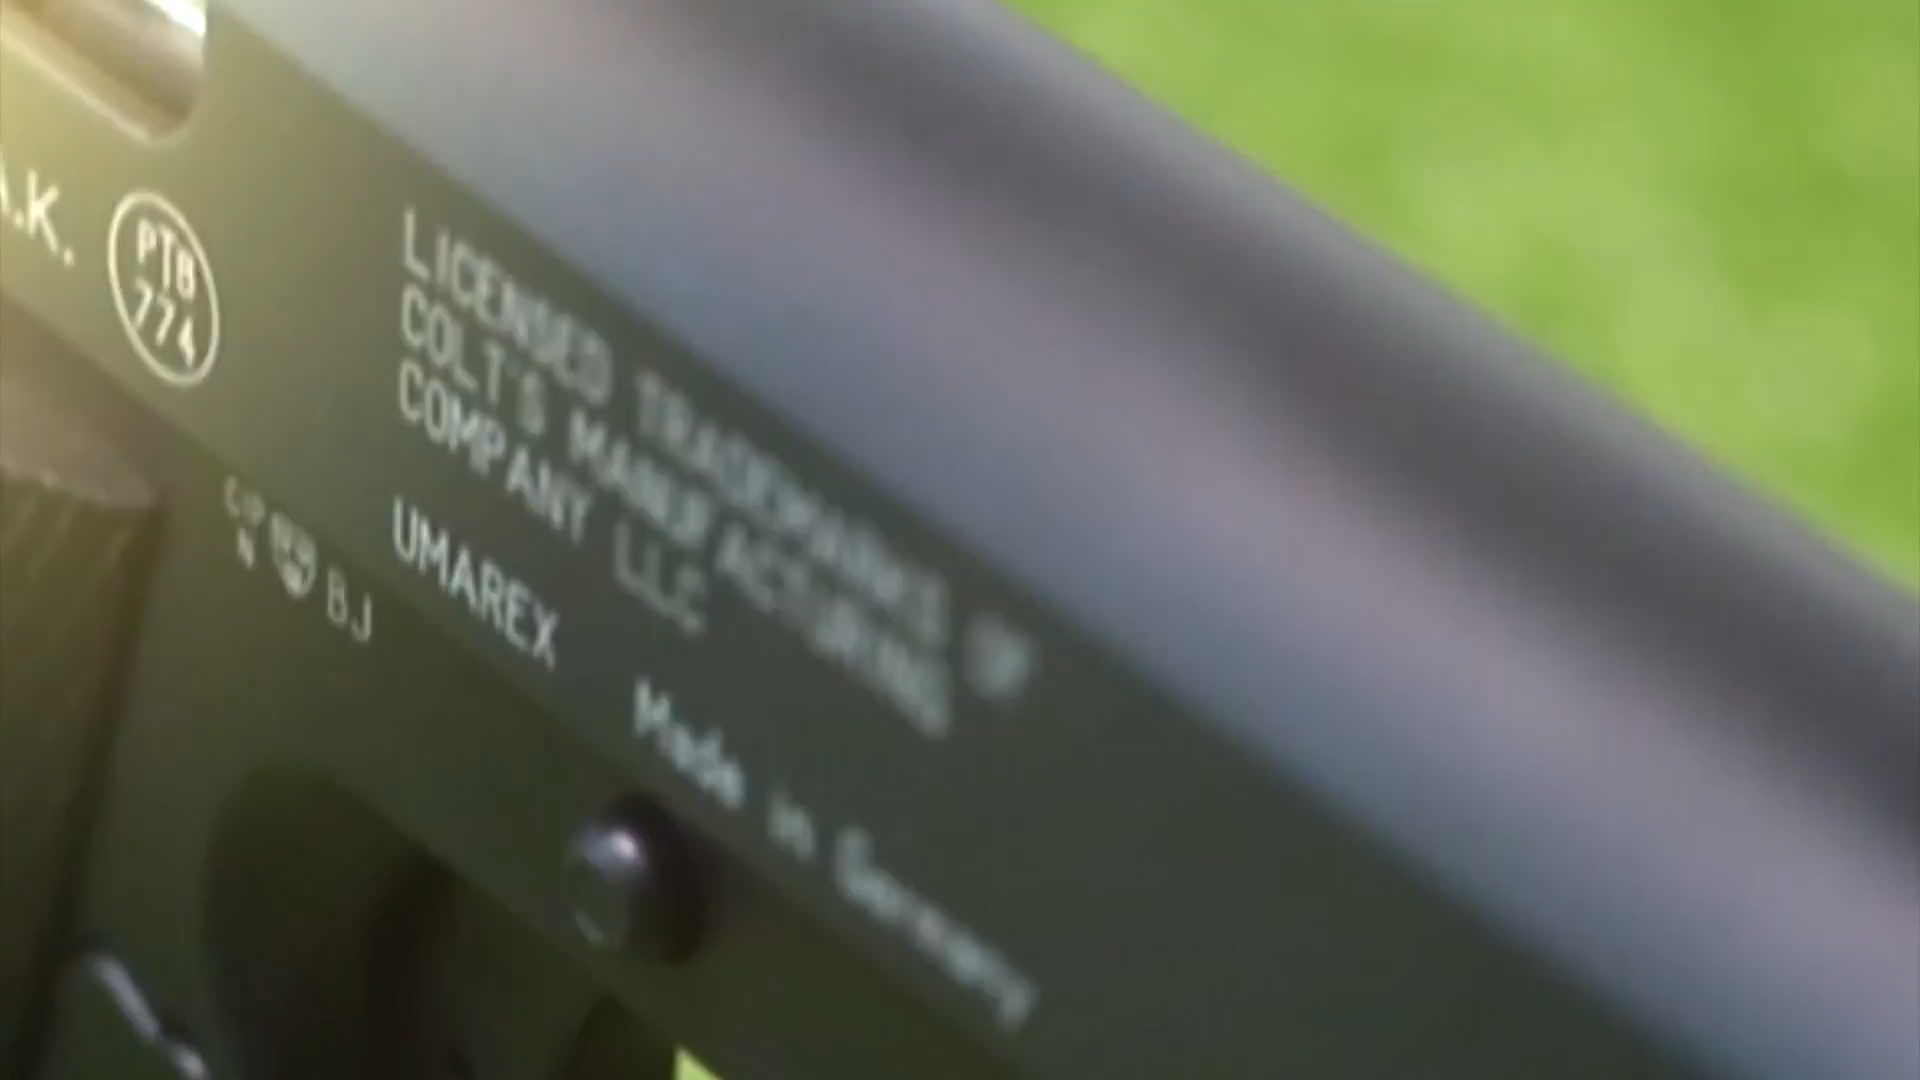 .K.
PTB
774
LICENSED TRADEMARKS OF
COLT'S MANUFACTURING
COMPANY LLC
UMAREX Made in Germany
BJ